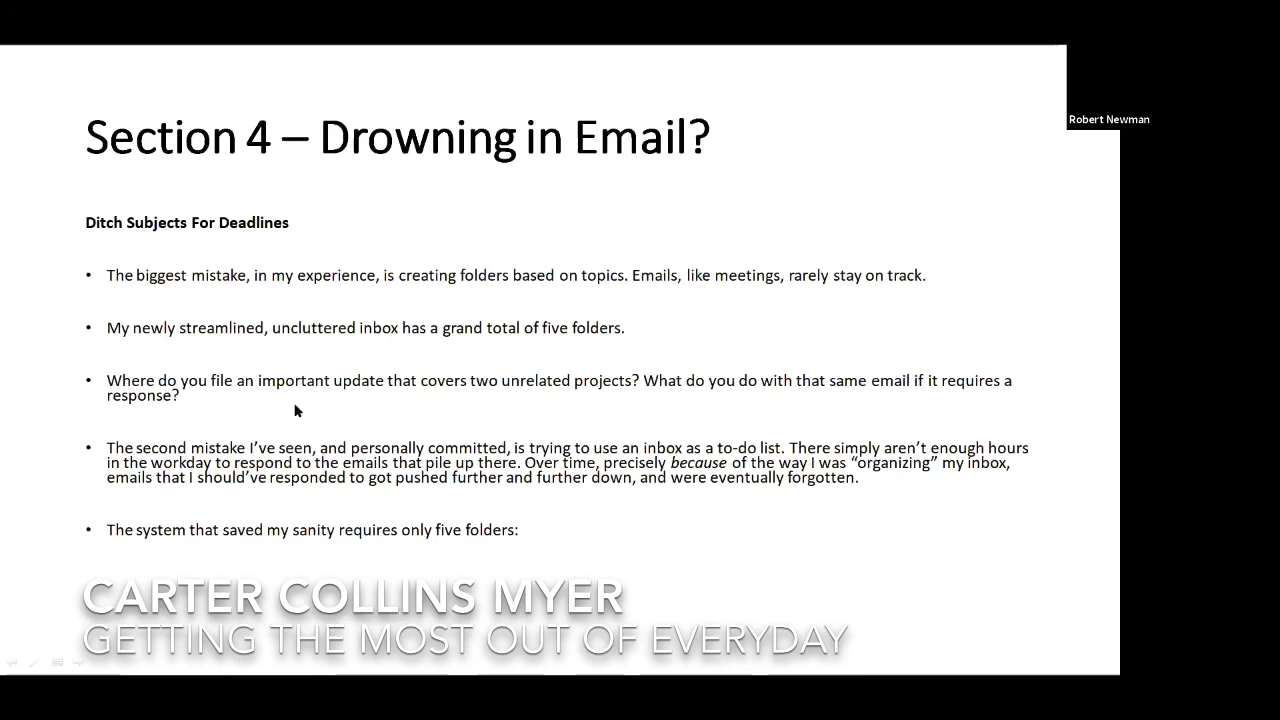 Robert Newman
Section 4 – Drowning in Email?
Ditch Subjects For Deadlines
• The biggest mistake, in my experience, is creating folders based on topics. Emails, like meetings, rarely stay on track.
• My newly streamlined, uncluttered inbox has a grand total of five folders.
• Where do you file an important update that covers two unrelated projects? What do you do with that same email if it requires a
response?
• The second mistake I’ve seen, and personally committed, is trying to use an inbox as a to-do list. There simply aren’t enough hours
in the workday to respond to the emails that pile up there. Over time, precisely because of the way I was “organizing” my inbox,
emails that I should’ve responded to got pushed further and further down, and were eventually forgotten.
• The system that saved my sanity requires only five folders:
CARTER COLLINS MYER
GETTING THE MOST OUT OF EVERYDAY